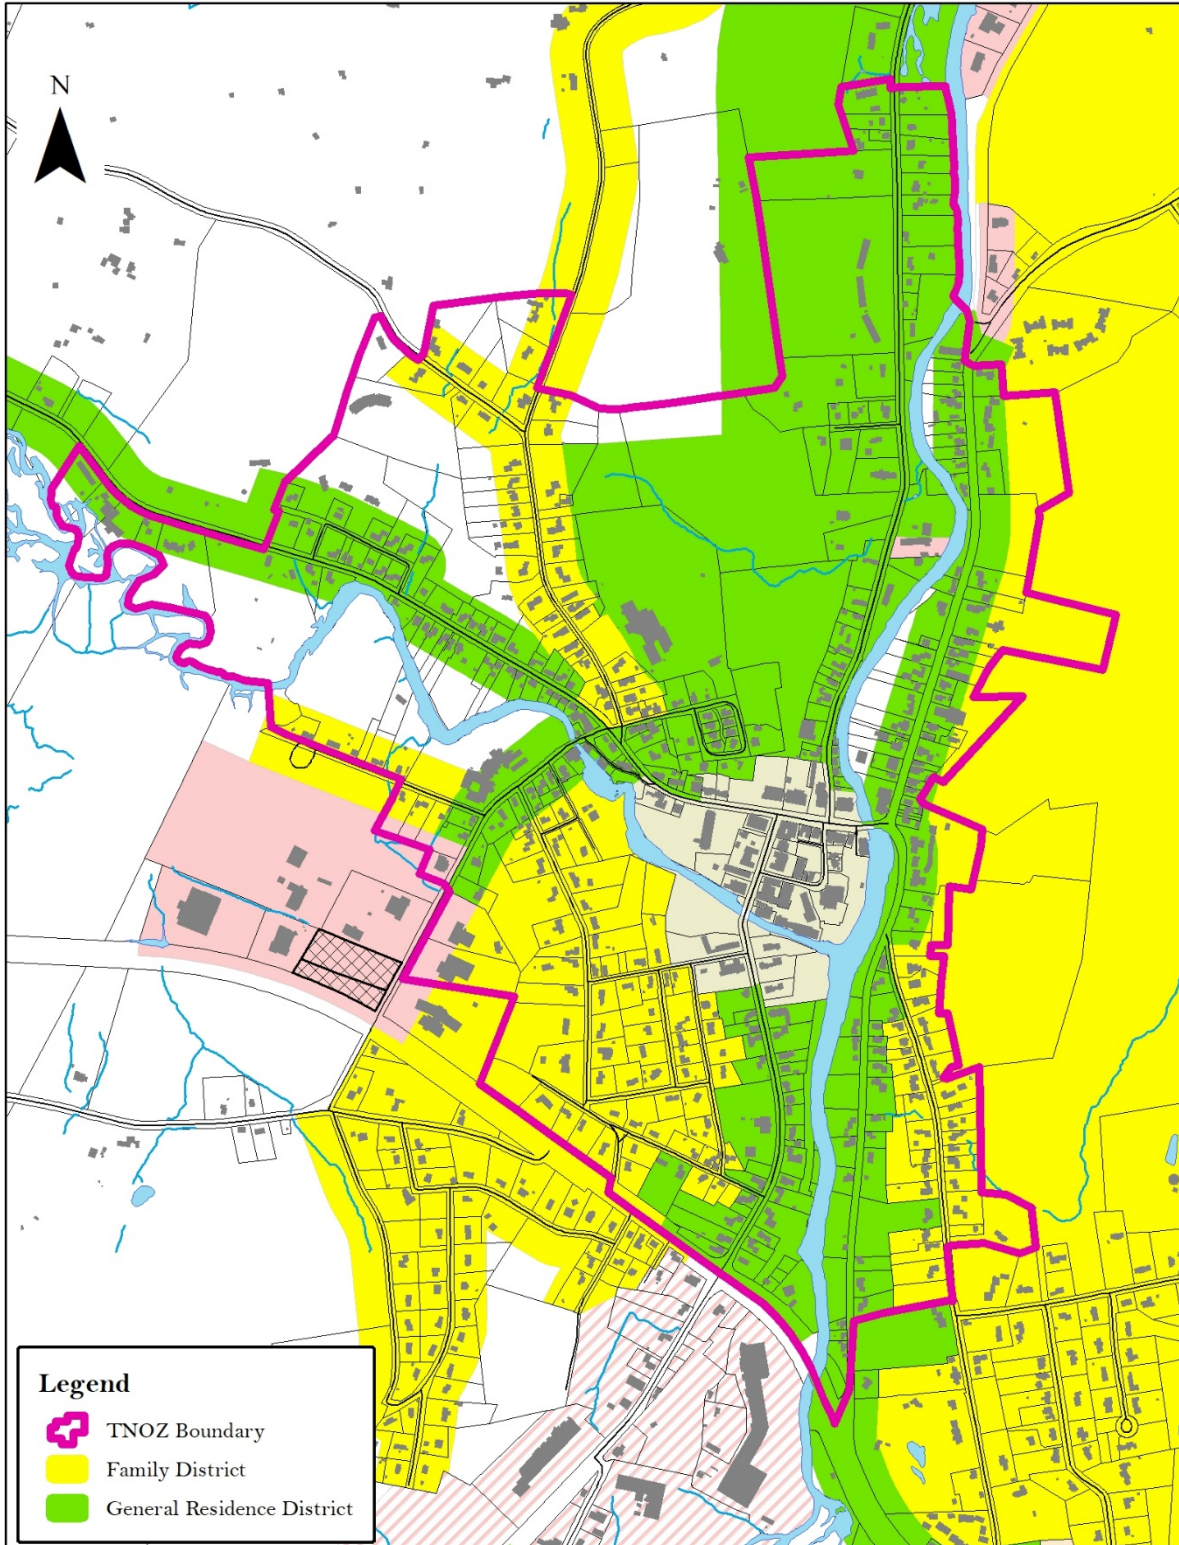 N
Legend
TNOZ Boundary
Family District
General Residence District